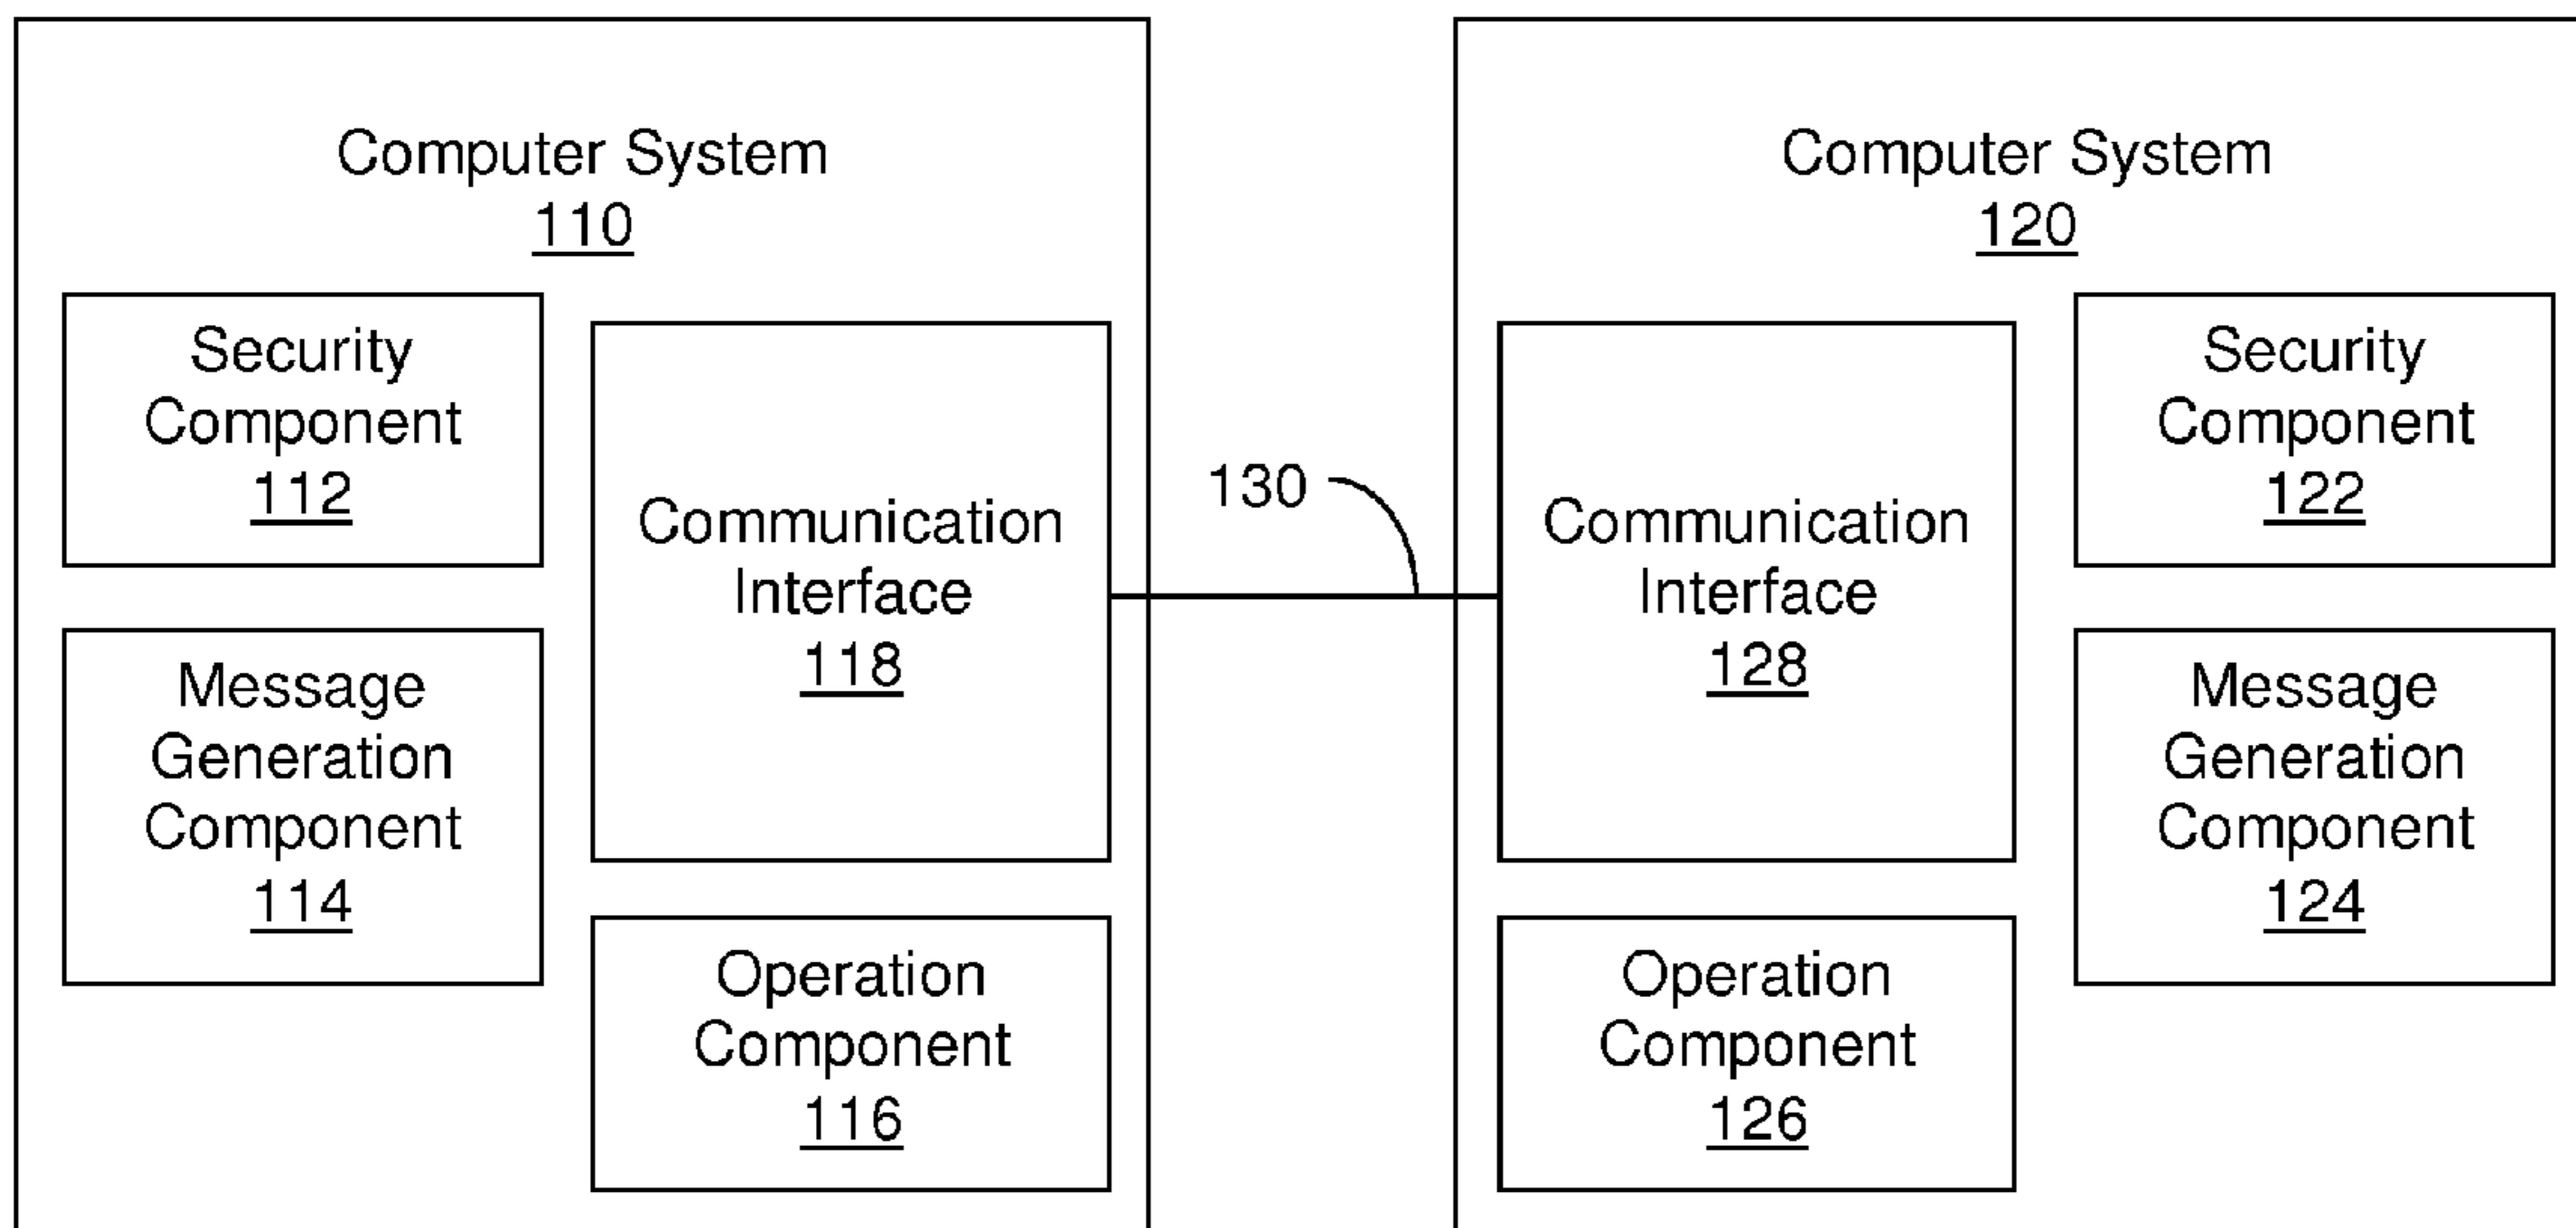 Computer System
110
Security
Component
112
Message
Generation
Component
114
Communication
Interface
118
Operation
Component
116
130
Computer System
120
Communication
Interface
128
Operation
Component
126
Security
Component
122
Message
Generation
Component
124